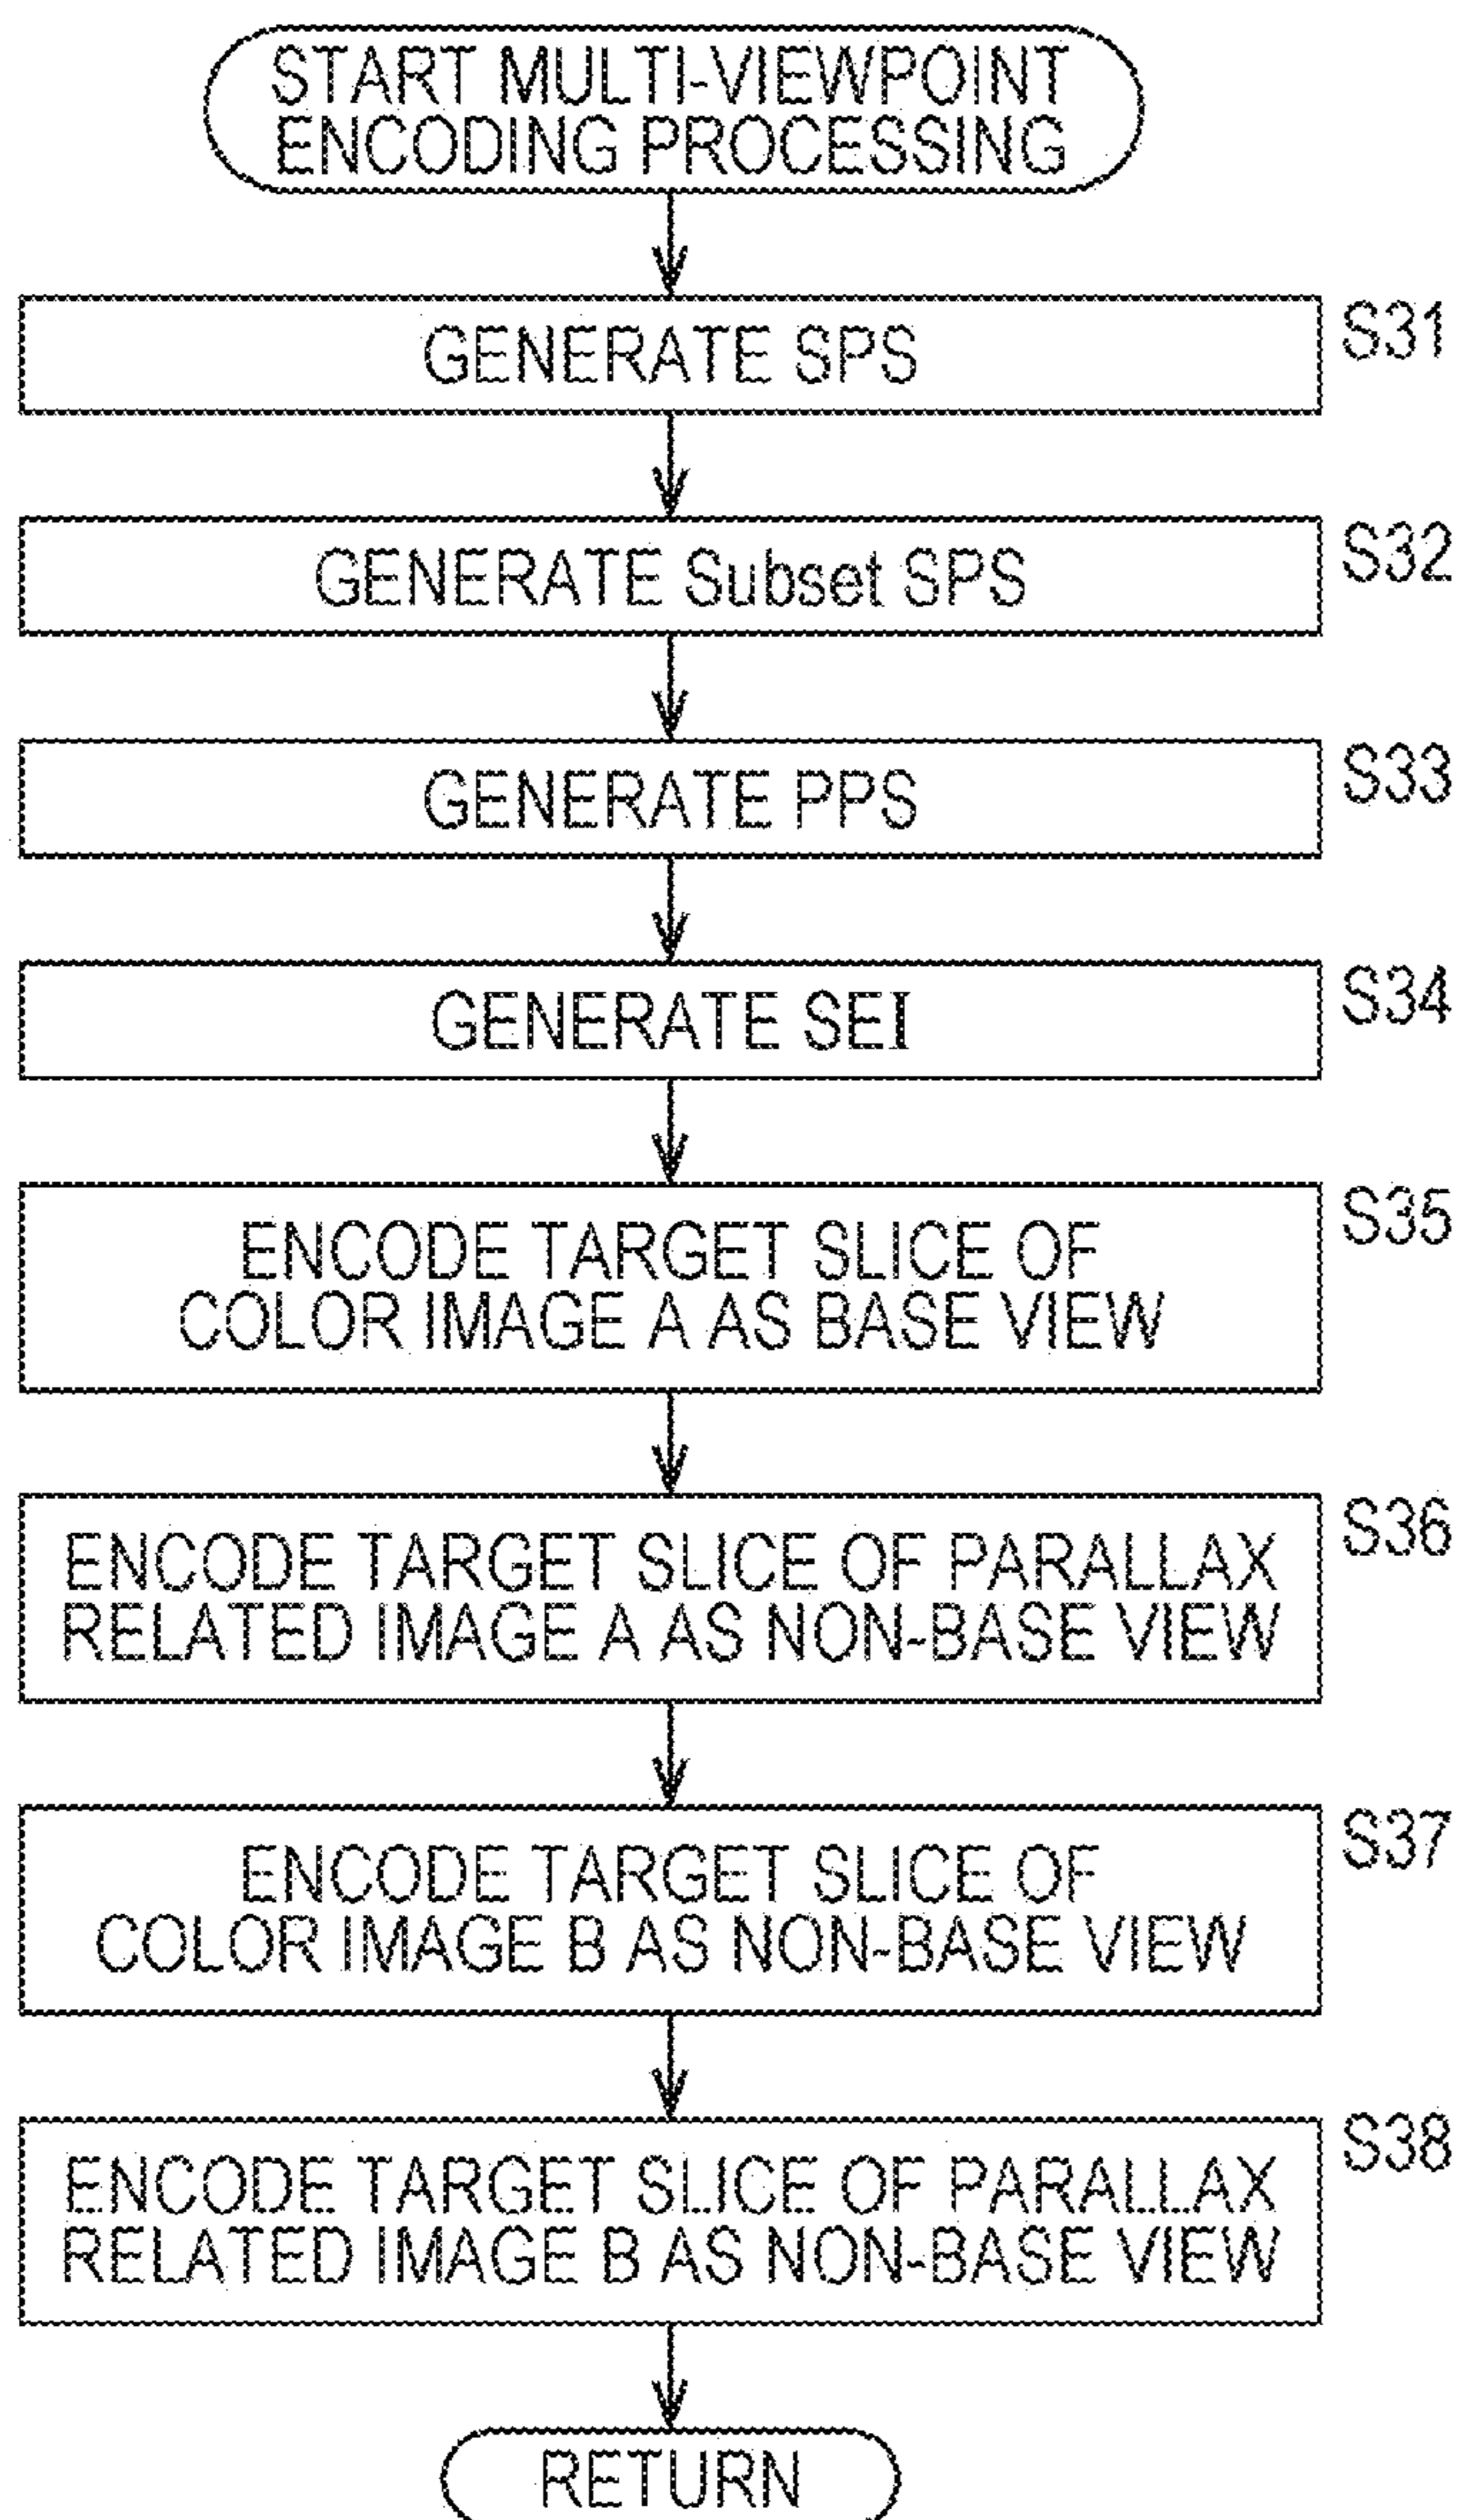 START MULTI-VIEWPOINT
ENCODING PROCESSING
GENERATE SPS
S31
GENERATE Subset SPS
S32
GENERATE PPS
S33
GENERATE SEI
S34
ENCODE TARGET SLICE OF
COLOR IMAGE A AS BASE VIEW
S35
ENCODE TARGET SLICE OF PARALLAX
RELATED IMAGE A AS NON-BASE VIEW
S36
ENCODE TARGET SLICE OF
COLOR IMAGE B AS NON-BASE VIEW
S37
ENCODE TARGET SLICE OF PARALLAX
RELATED IMAGE B AS NON-BASE VIEW
S38
RETURN